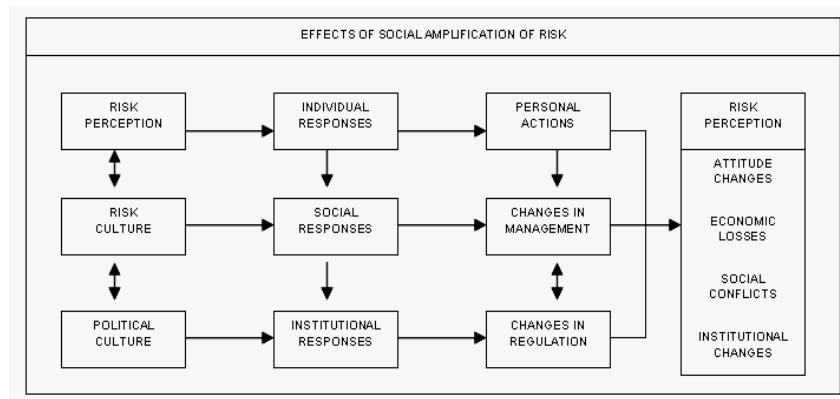 EFFECTS OF SOCIAL AMPLIFICATION OF RISK
RISK
PERCEPTION
INDIVIDUAL
RESPONSES
PERSONAL
ACTIONS
RISK
PERCEPTION
ATTITUDE
CHANGES
RISK
CULTURE
SOCIAL
RESPONSES
CHANGES IN
MANAGEMENT
ECONOMIC
LOSSES
SOCIAL
CONFLICTS
POLITICAL
CULTURE
INSTITUTIONAL
RESPONSES
CHANGES IN
REGULATION
INSTITUTIONAL
CHANGES